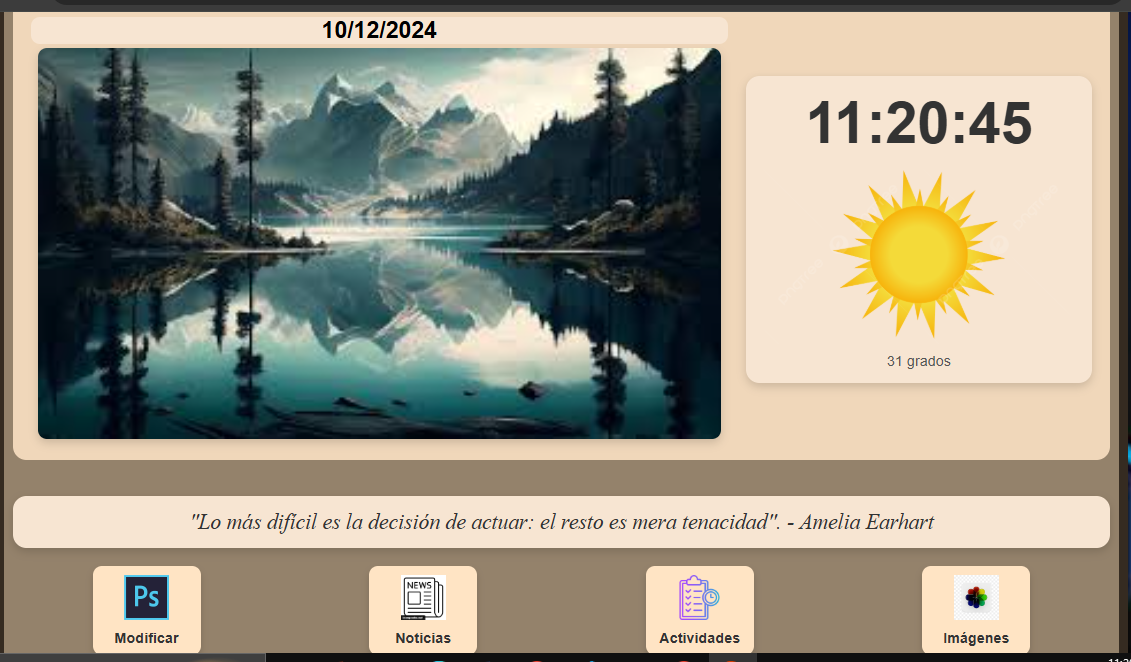 10/12/2024
11:20:45
31 grados
"Lo más difícil es la decisión de actuar: el resto es mera tenacidad". - Amelia Earhart
Ps
NEWS
Modificar
Noticias
Actividades
Imágenes